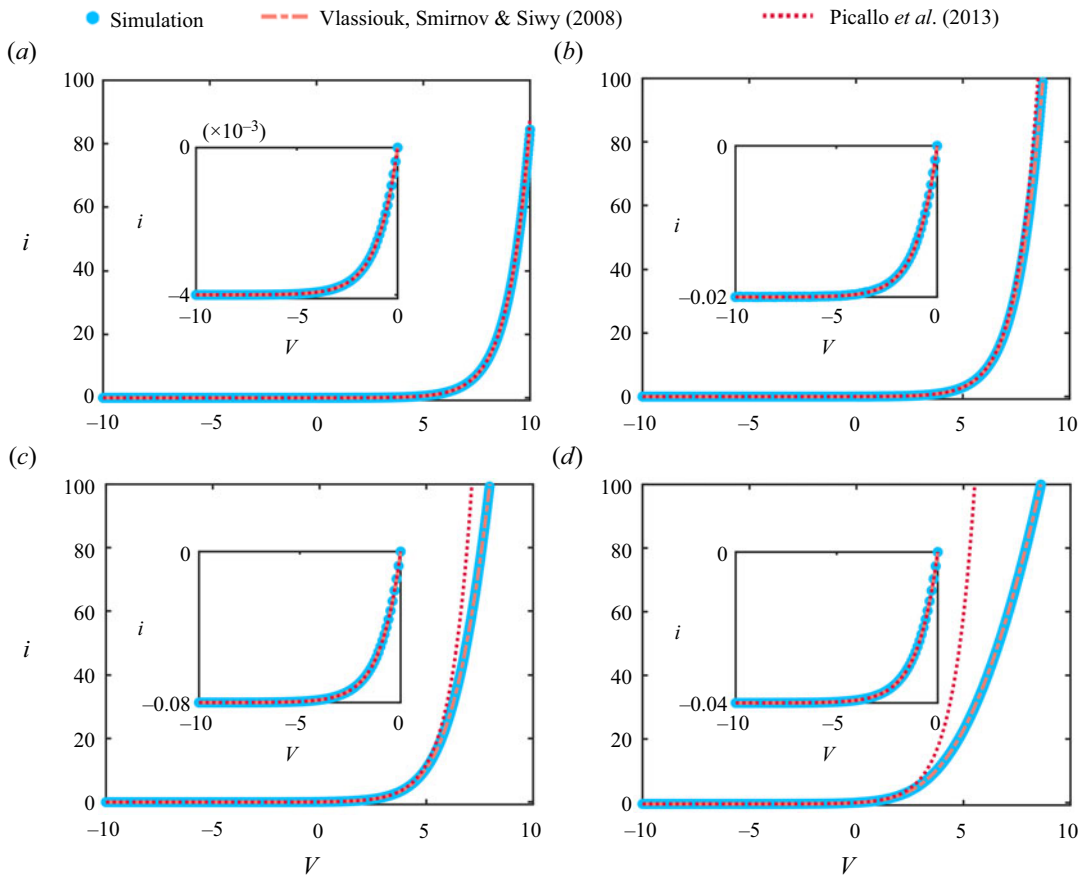 Simulation Vlassiouk, Smirnov & Siwy (2008) Picallo et al. (2013)
(a) (b)
100 100
80 (×10–3) 80
0 0
60 60
i i i
40 40
–4 –0.02
–10 –5 0 –10 –5 0
20 V 20 V
0 0
–10 –5 0 5 10 –10 –5 0 5 10
(c) (d)
100 100
80 0 80 0
60 60
i i i
40 40
–0.08 –0.04
–10 –5 0 –10 –5 0
20 V 20 V
0 0
–10 –5 0 5 10 –10 –5 0 5 10
V V